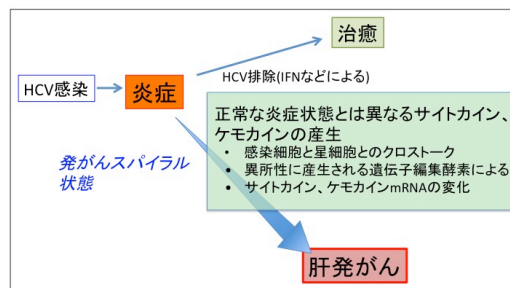 治癒
HCV排除(IFNなどによる)
HCV感染
炎症
正常な炎症状態とは異なるサイトカイン、
ケモカインの産生
• 感染細胞と星細胞とのクロストーク
• 異所性に産生される遺伝子編集酵素による
• サイトカイン、ケモカインmRNAの変化
発がんスパイラル
状態
肝発がん